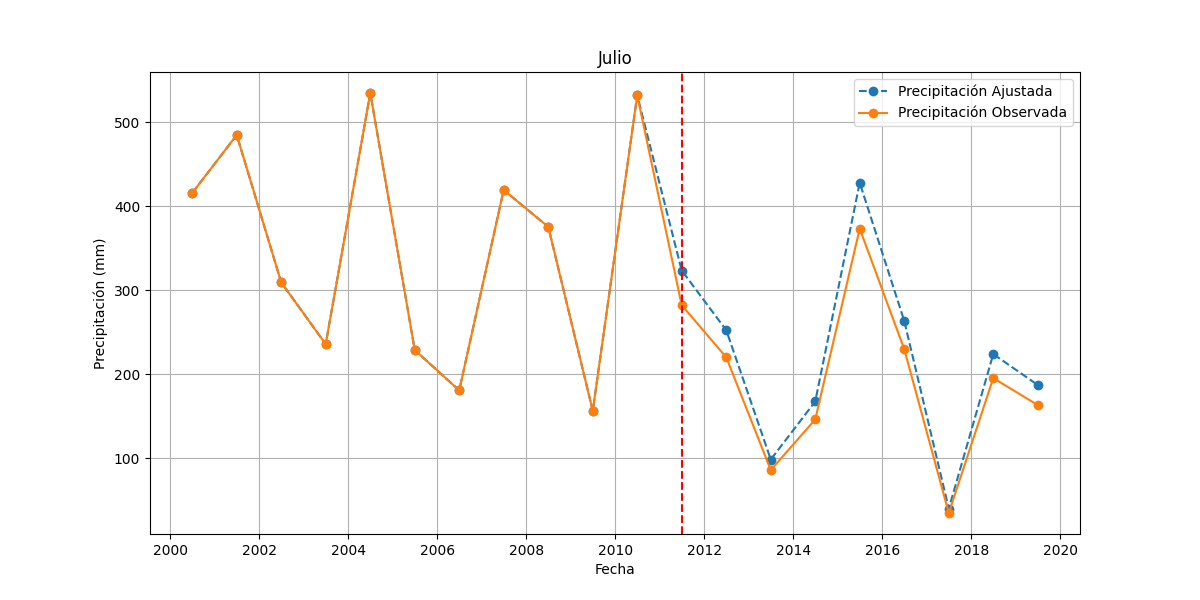 Julio
Precipitación Ajustada
Precipitación Observada
Precipitación (mm)
500
400
300
200
100
2000 2002 2004 2006 2008 2010 2012 2014 2016 2018 2020
Fecha